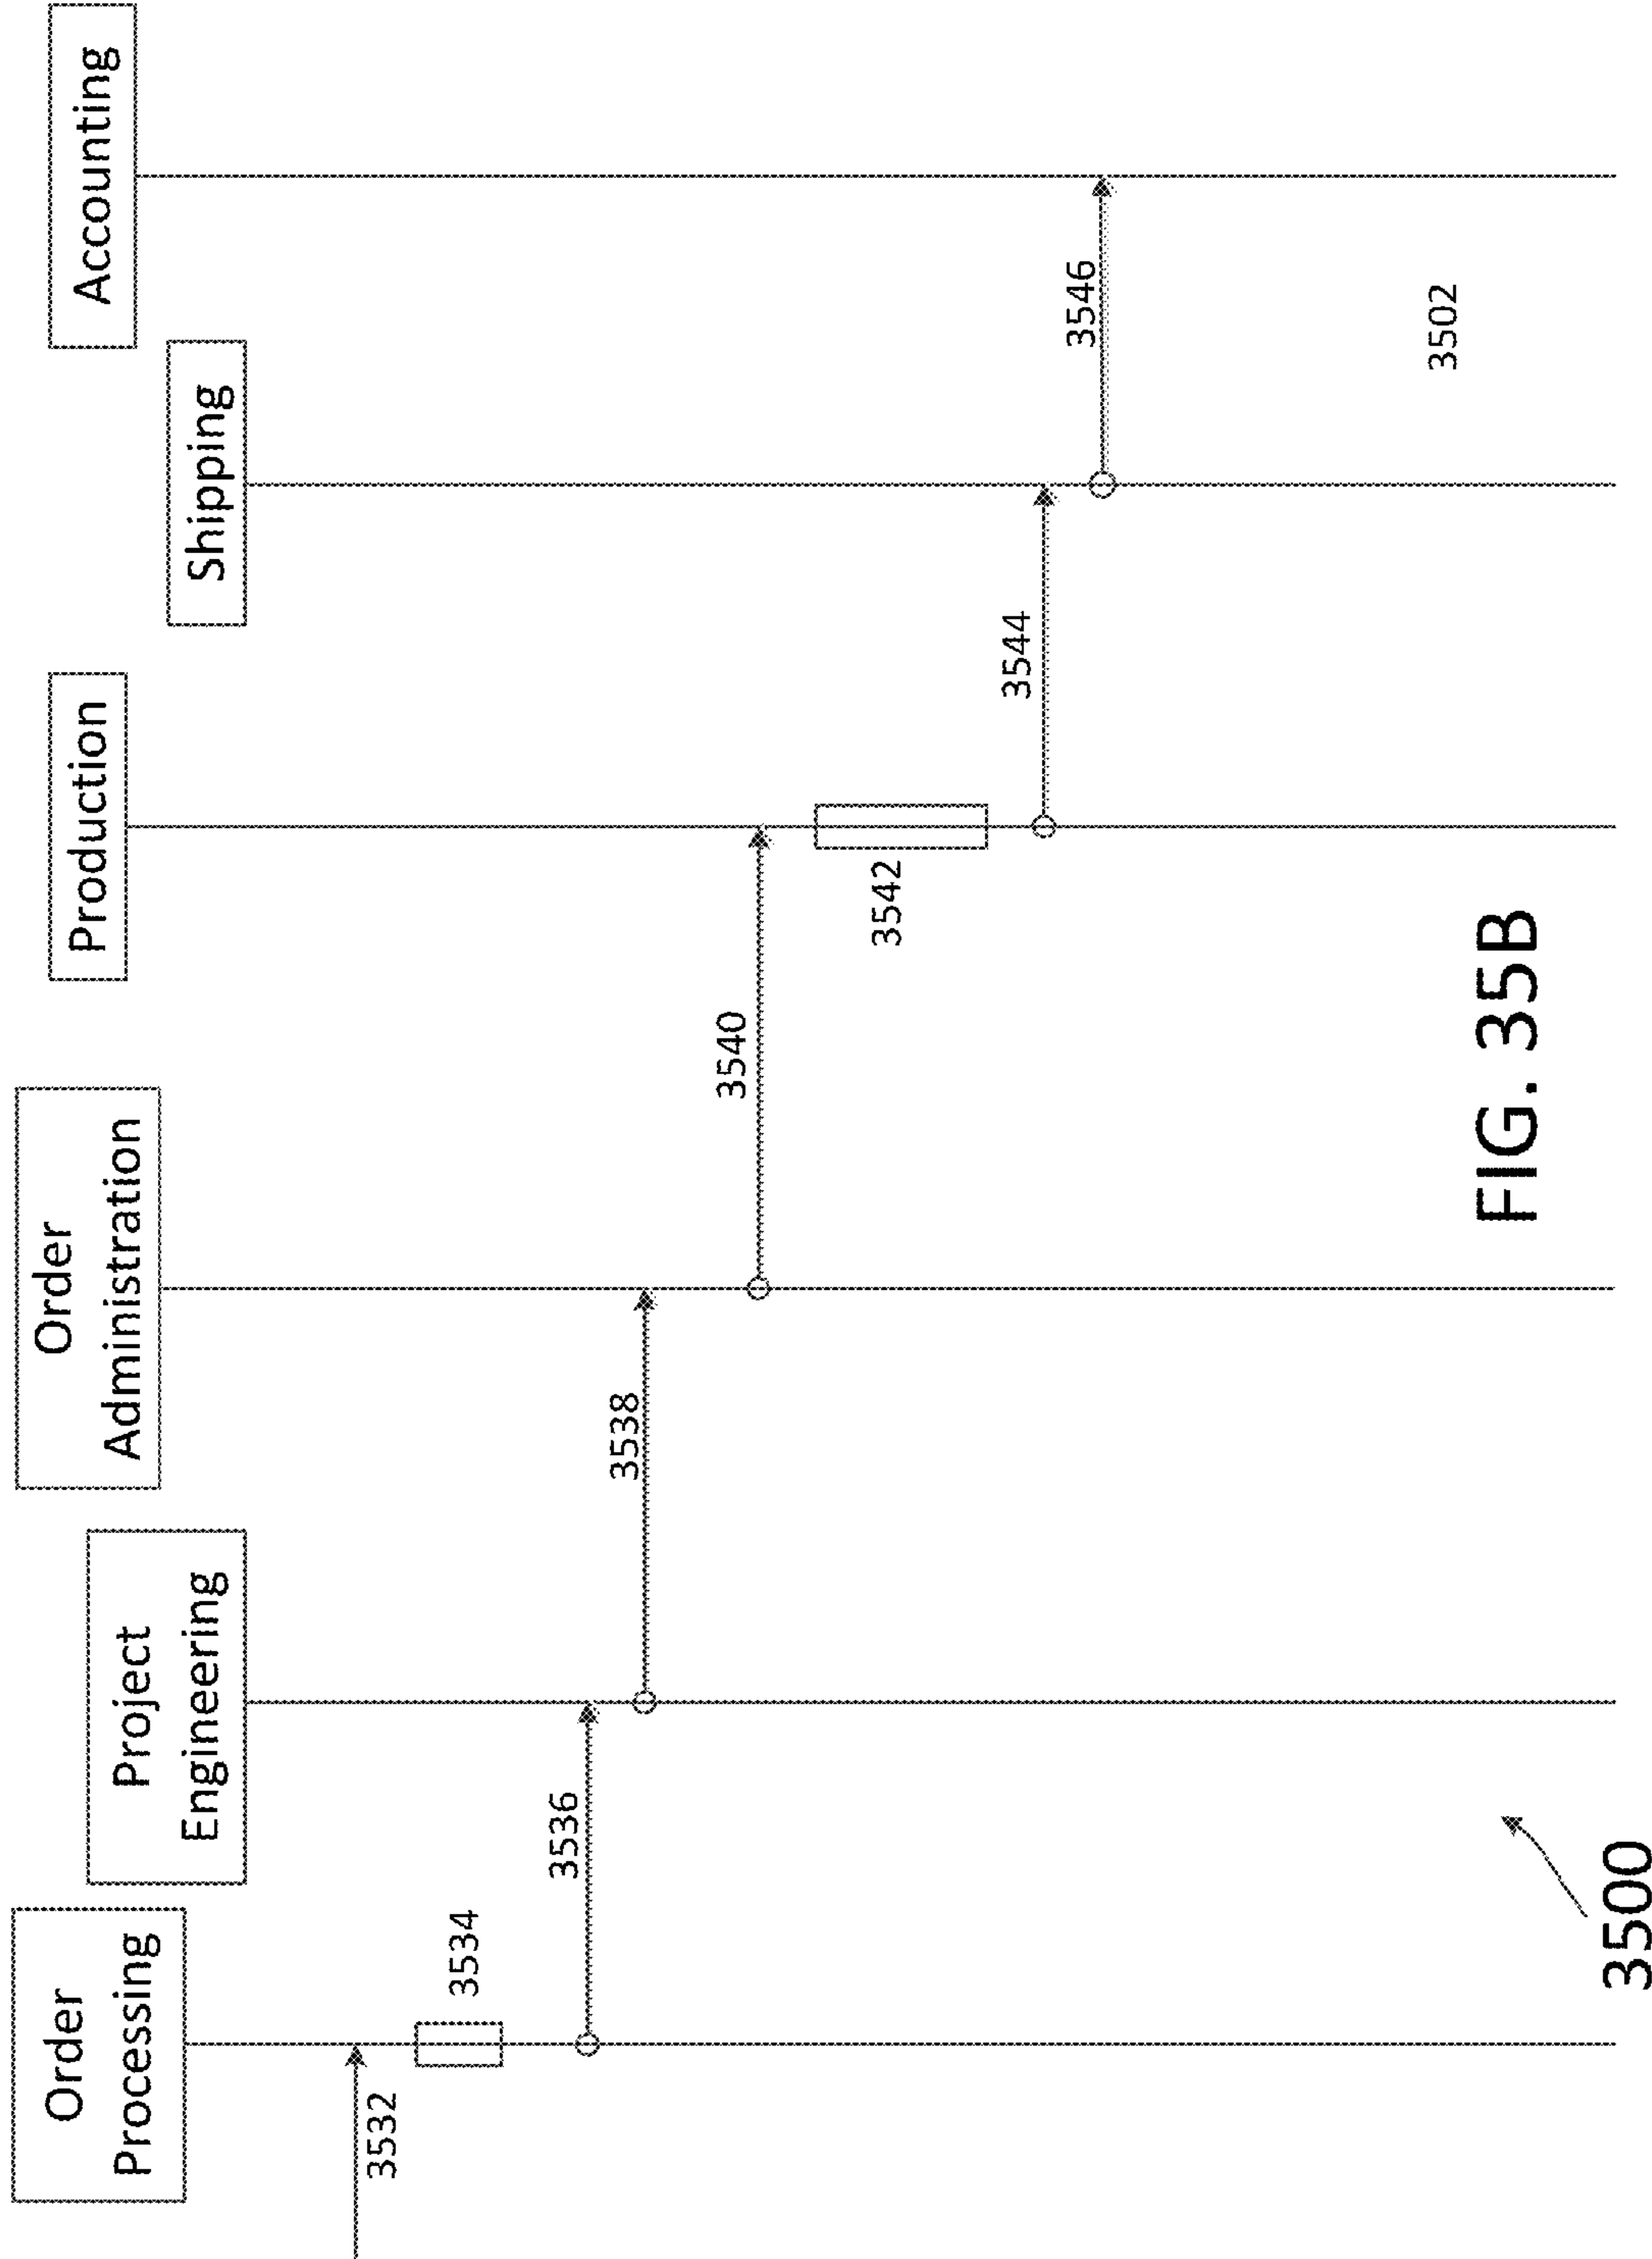 Order
Processing
Project
Engineering
Order
Administration
Production
Shipping
Accounting
3532
3534
3536
3538
3540
3542
3544
3546
3502
3500
FIG. 35B